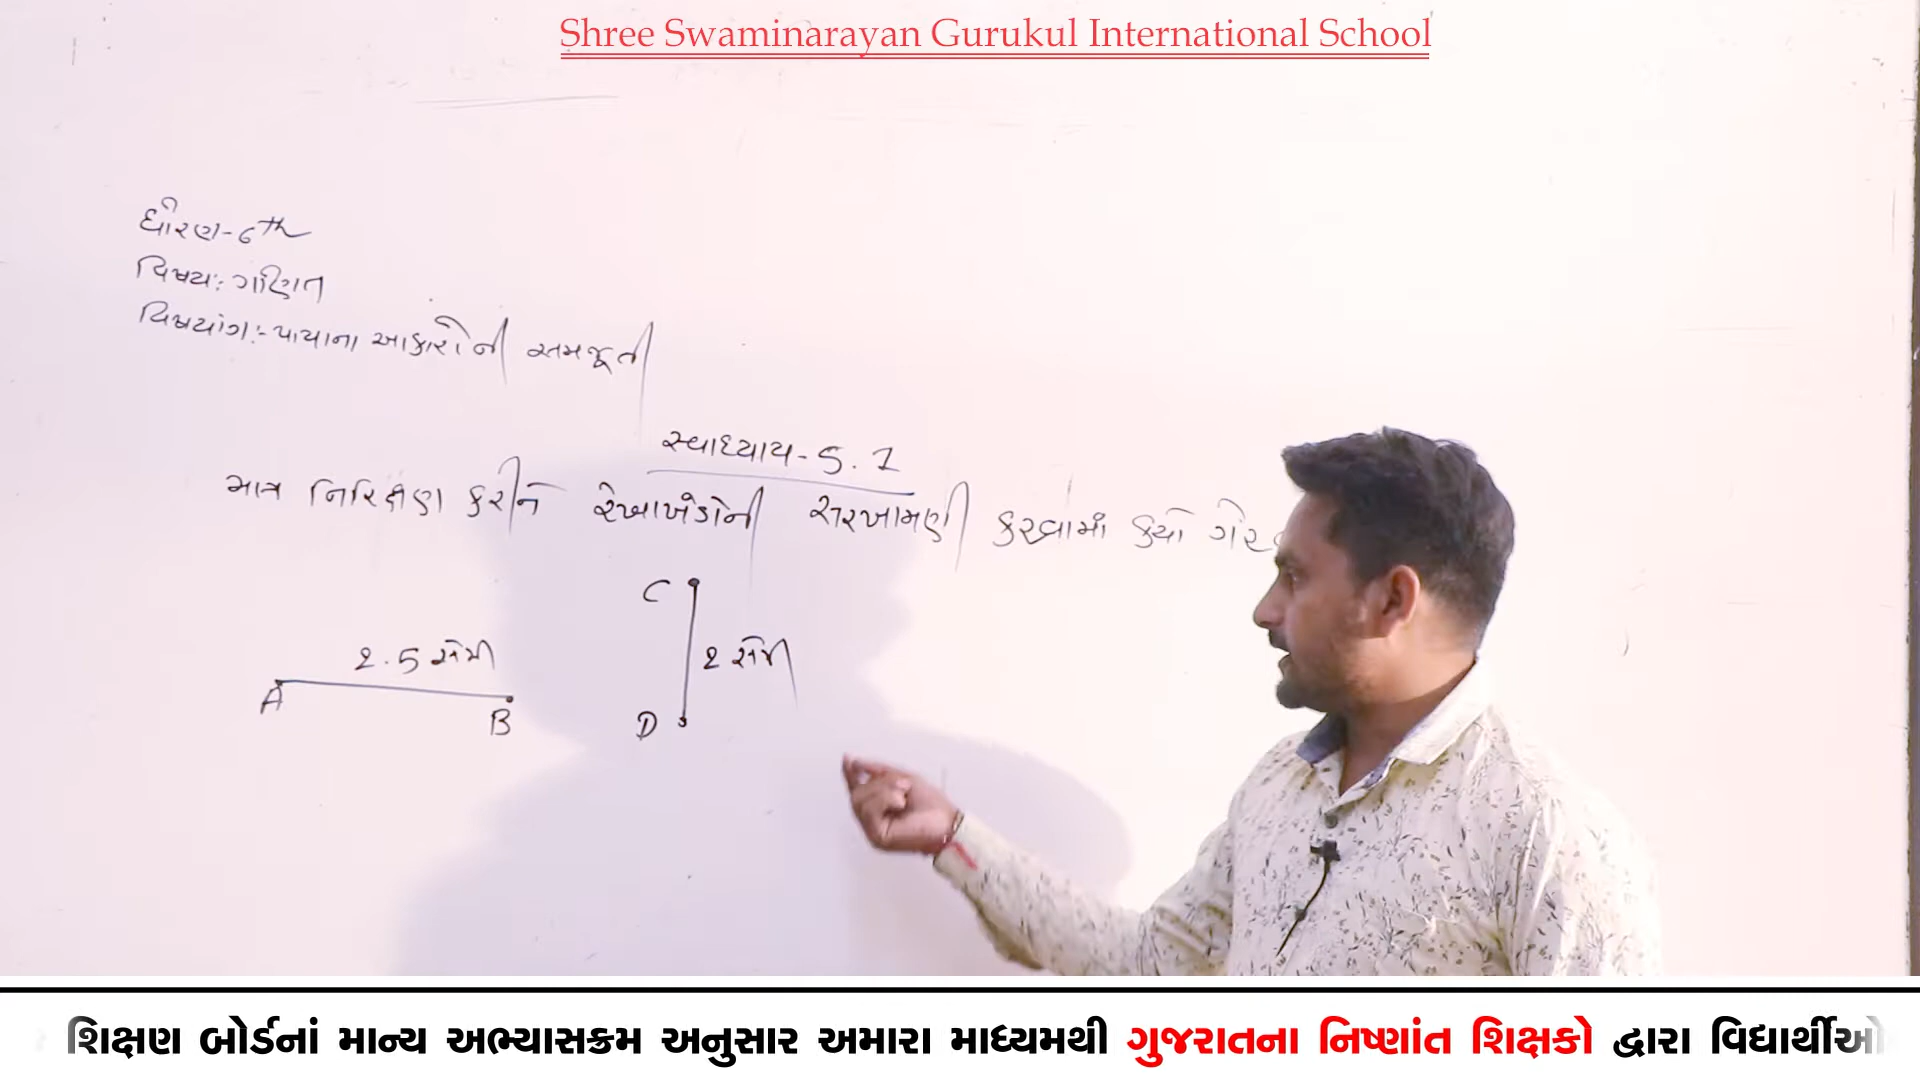 Shree Swaminarayan Gurukul International School
ધોરણ-6th
વિષય: ગણિત
વિષયાંગ:- પાયાના આકારોની સમજૂતી
સ્વાધ્યાય-5.1
માત્ર નિરિક્ષણ કરીને રેખાખંડોની સરખામણી કરવામાં કયો
C
2.5 સેમી
2 સેમી
A
B
D
શિક્ષણ બોર્ડનાં માન્ય અભ્યાસક્રમ અનુસાર અમારા માધ્યમથી ગુજરાતના નિષ્ણાંત શિક્ષકો દ્વારા વિદ્યાર્થીઓ